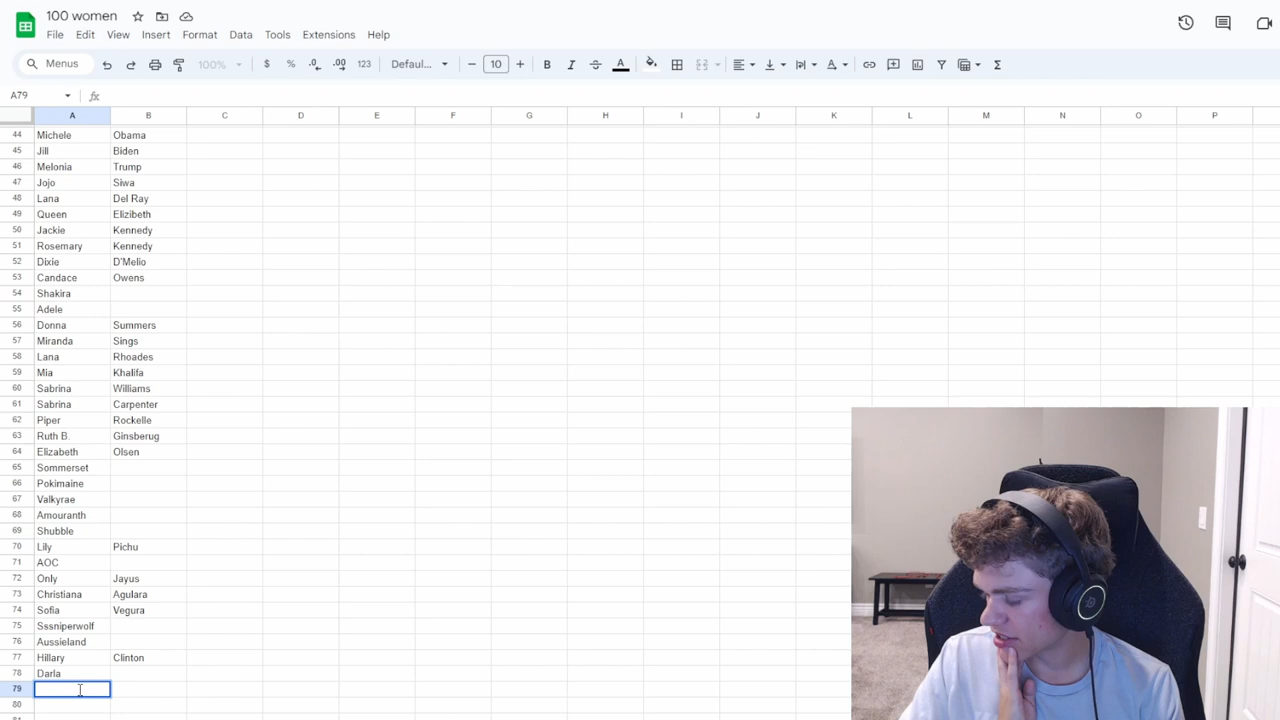 100 women
File Edit View Insert Format Data Tools Extensions Help
Menus 100% $ % .0 .00 123 Defaul... 10 B I A
A79 fx
A B C D E F G H I J K L M N O P
44 Michele Obama
45 Jill Biden
46 Melonia Trump
47 Jojo Siwa
48 Lana Del Ray
49 Queen Elizibeth
50 Jackie Kennedy
51 Rosemary Kennedy
52 Dixie D'Melio
53 Candace Owens
54 Shakira
55 Adele
56 Donna Summers
57 Miranda Sings
58 Lana Rhoades
59 Mia Khalifa
60 Sabrina Williams
61 Sabrina Carpenter
62 Piper Rockelle
63 Ruth B. Ginsberug
64 Elizabeth Olsen
65 Sommerset
66 Pokimaine
67 Valkyrae
68 Amouranth
69 Shubble
70 Lily Pichu
71 AOC
72 Only Jayus
73 Christiana Agulara
74 Sofia Vegura
75 Sssniperwolf
76 Aussieland
77 Hillary Clinton
78 Darla
79
80